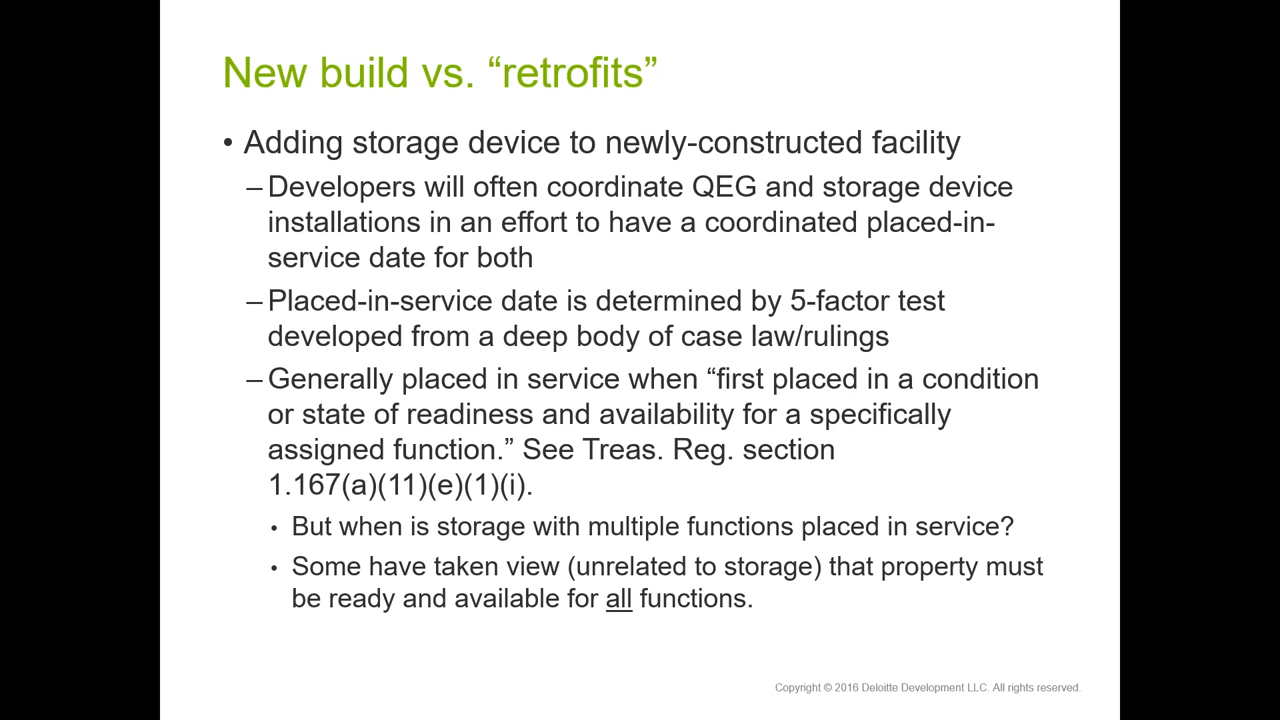 New build vs. “retrofits”
• Adding storage device to newly-constructed facility
– Developers will often coordinate QEG and storage device
installations in an effort to have a coordinated placed-in-
service date for both
– Placed-in-service date is determined by 5-factor test
developed from a deep body of case law/rulings
– Generally placed in service when “first placed in a condition
or state of readiness and availability for a specifically
assigned function.” See Treas. Reg. section
1.167(a)(11)(e)(1)(i).
• But when is storage with multiple functions placed in service?
• Some have taken view (unrelated to storage) that property must
be ready and available for all functions.
Copyright © 2016 Deloitte Development LLC. All rights reserved.